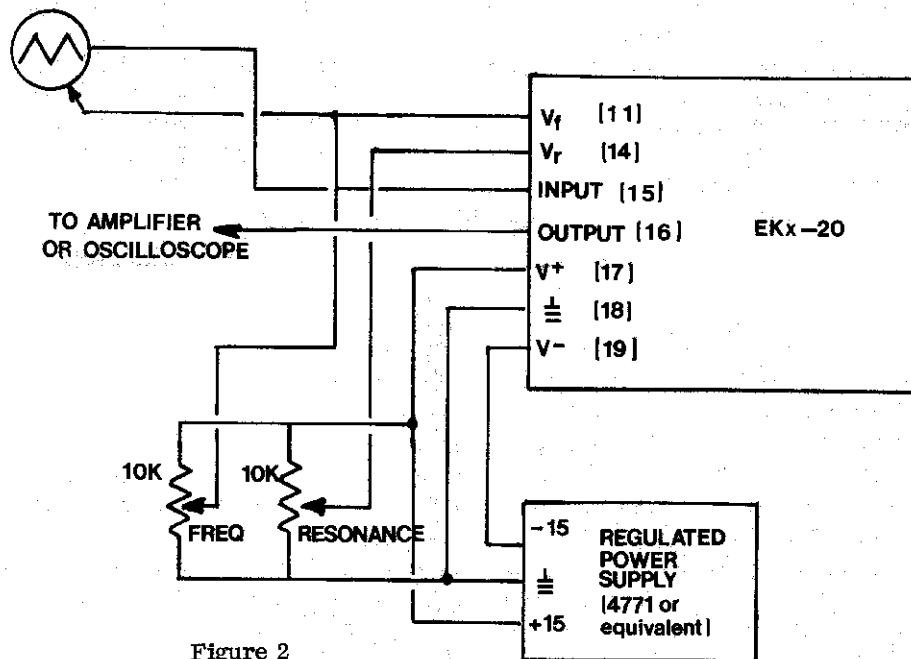 Vf [11]
Vr [14]
INPUT [15]
TO AMPLIFIER
OR OSCILLOSCOPE
OUTPUT [16]
EKx-20
V+ [17]
[18]
V- [19]
10K
10K
FREQ
RESONANCE
-15
REGULATED
POWER
SUPPLY
[4771 or
equivalent]
+15
Figure 2